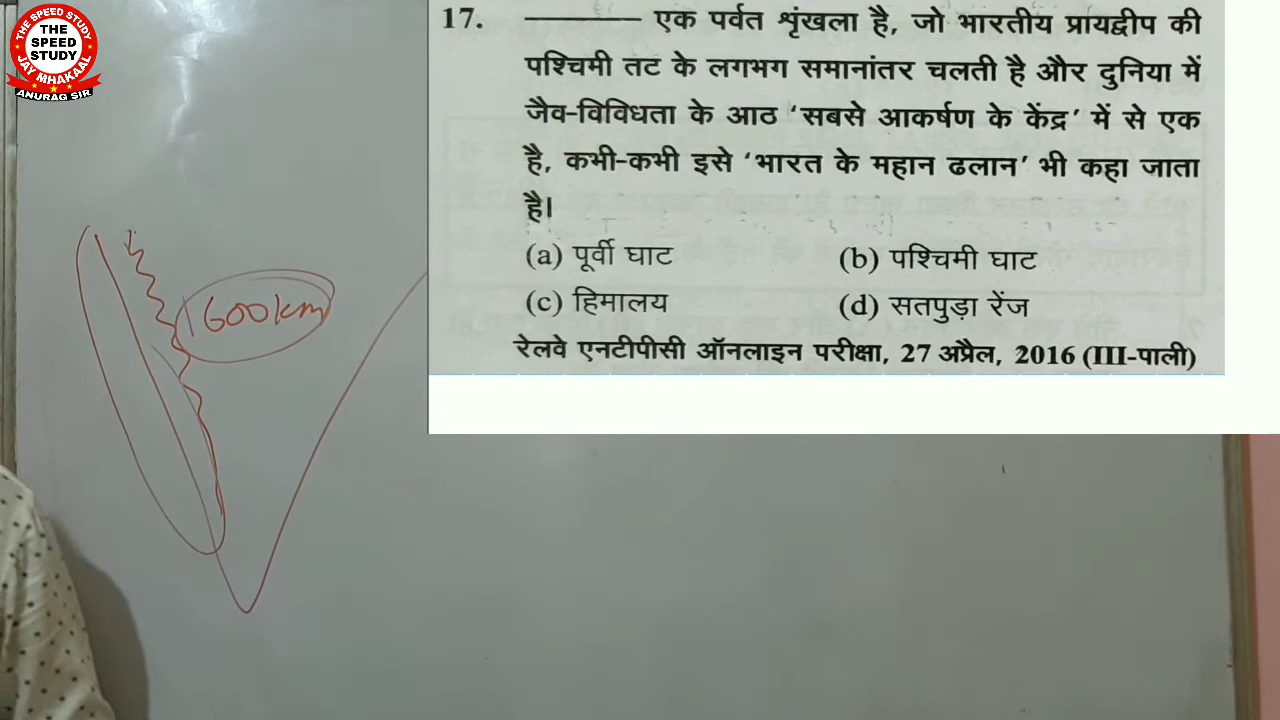 THE SPEED STUDY
THE
SPEED
STUDY
JAY MHAKAAL
ANURAG SIR
17. ——— एक पर्वत शृंखला है, जो भारतीय प्रायद्वीप की
पश्चिमी तट के लगभग समानांतर चलती है और दुनिया में
जैव-विविधता के आठ ‘सबसे आकर्षण के केंद्र’ में से एक
है, कभी-कभी इसे ‘भारत के महान ढलान’ भी कहा जाता
है।
(a) पूर्वी घाट (b) पश्चिमी घाट
(c) हिमालय (d) सतपुड़ा रेंज
रेलवे एनटीपीसी ऑनलाइन परीक्षा, 27 अप्रैल, 2016 (III-पाली)
1600km